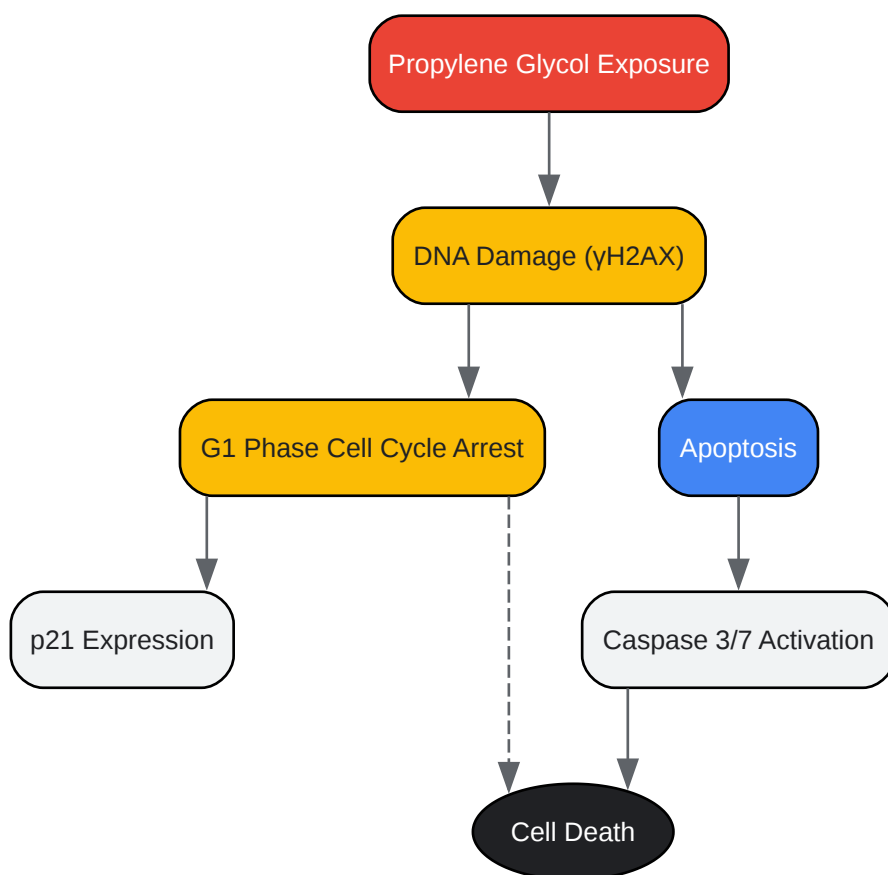 Propylene Glycol Exposure
DNA Damage (γH2AX)
G1 Phase Cell Cycle Arrest
Apoptosis
p21 Expression
Caspase 3/7 Activation
Cell Death